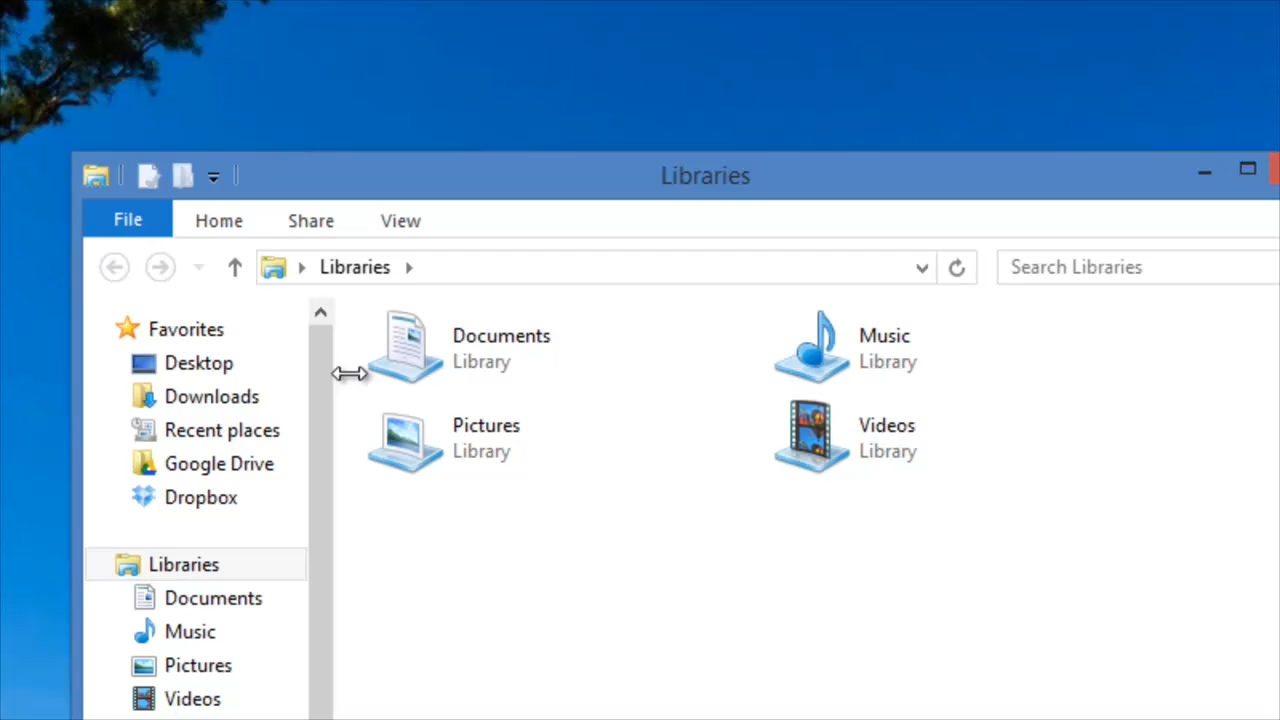 Libraries
File Home Share View
Libraries
Search Libraries
Favorites
Desktop
Downloads
Recent places
Google Drive
Dropbox
Libraries
Documents
Music
Pictures
Videos
Documents
Library
Music
Library
Pictures
Library
Videos
Library